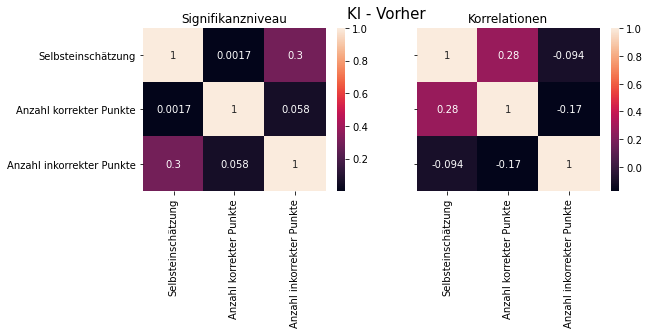 KI - Vorher
Signifikanzniveau
Selbsteinschätzung
Anzahl korrekter Punkte
Anzahl inkorrekter Punkte
1 0.0017 0.3
0.0017 1 0.058
0.3 0.058 1
1.0
0.8
0.6
0.4
0.2
Selbsteinschätzung
Anzahl korrekter Punkte
Anzahl inkorrekter Punkte
Korrelationen
1 0.28 -0.094
0.28 1 -0.17
-0.094 -0.17 1
1.0
0.8
0.6
0.4
0.2
0.0
Selbsteinschätzung
Anzahl korrekter Punkte
Anzahl inkorrekter Punkte